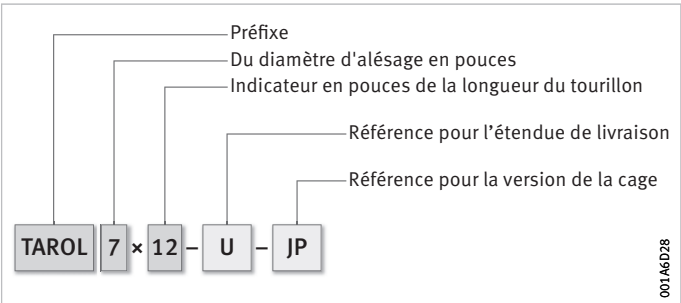 Préfixe
Du diamètre d'alésage en pouces
Indicateur en pouces de la longueur du tourillon
Référence pour l’étendue de livraison
Référence pour la version de la cage
TAROL 7 × 12 – U – JP
001A6D28